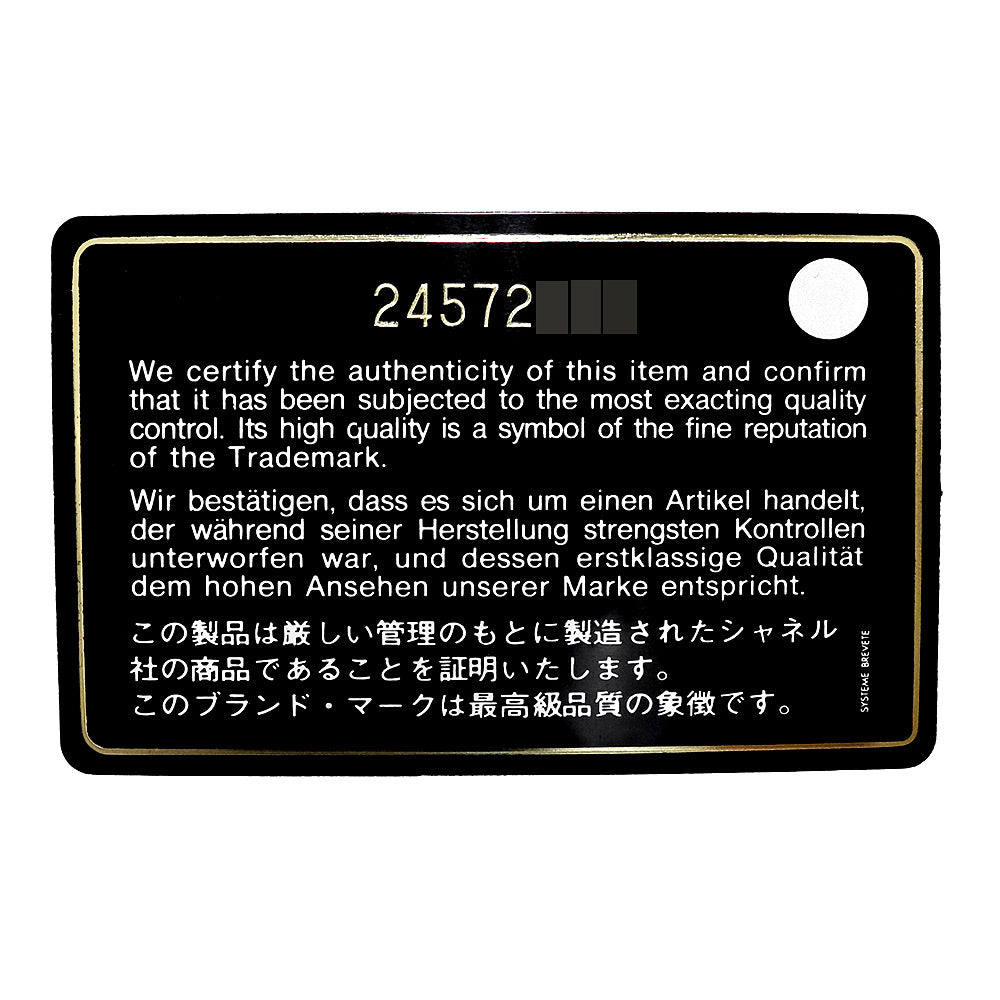 24572
We certify the authenticity of this item and confirm
that it has been subjected to the most exacting quality
control. Its high quality is a symbol of the fine reputation
of the Trademark.
Wir bestätigen, dass es sich um einen Artikel handelt,
der während seiner Herstellung strengsten Kontrollen
unterworfen war, und dessen erstklassige Qualität
dem hohen Ansehen unserer Marke entspricht.
この製品は厳しい管理のもとに製造されたシャネル
社の商品であることを証明いたします。
このブランド・マークは最高級品質の象徴です。
SYSTEME BREVETE